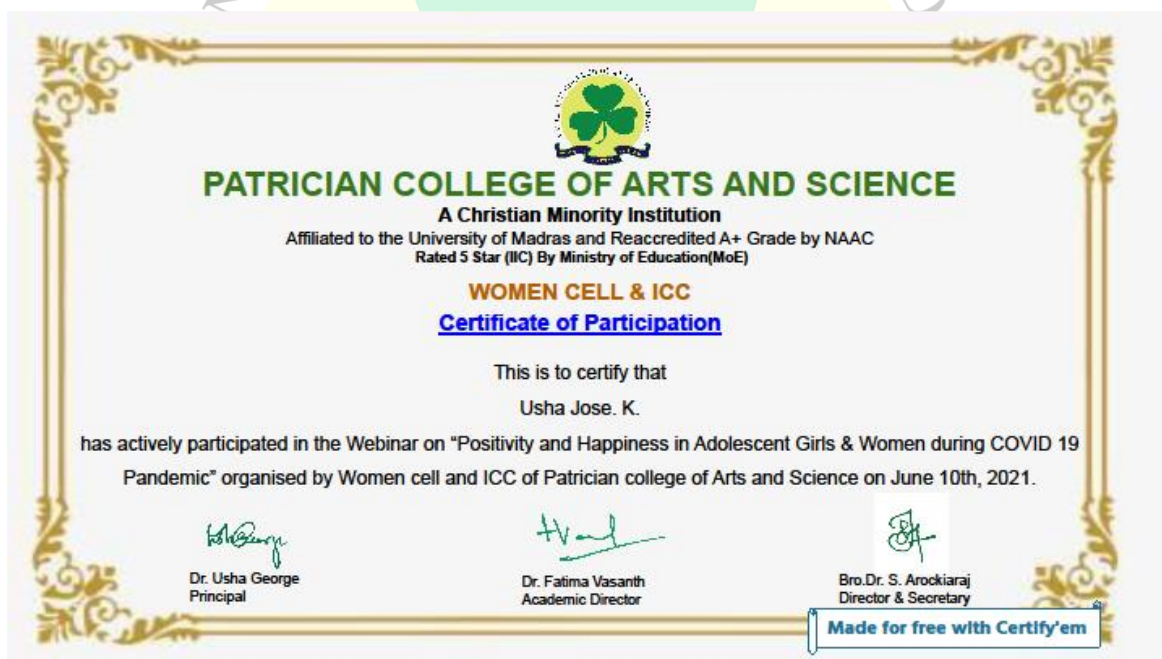 PATRICIAN COLLEGE OF ARTS AND SCIENCE
A Christian Minority Institution
Affiliated to the University of Madras and Reaccredited A+ Grade by NAAC
Rated 5 Star (IIC) By Ministry of Education(MoE)
WOMEN CELL & ICC
Certificate of Participation
This is to certify that
Usha Jose. K.
has actively participated in the Webinar on “Positivity and Happiness in Adolescent Girls & Women during COVID 19
Pandemic” organised by Women cell and ICC of Patrician college of Arts and Science on June 10th, 2021.
Dr. Usha George
Principal
Dr. Fatima Vasanth
Academic Director
Bro.Dr. S. Arockiaraj
Director & Secretary
Made for free with Certify'em